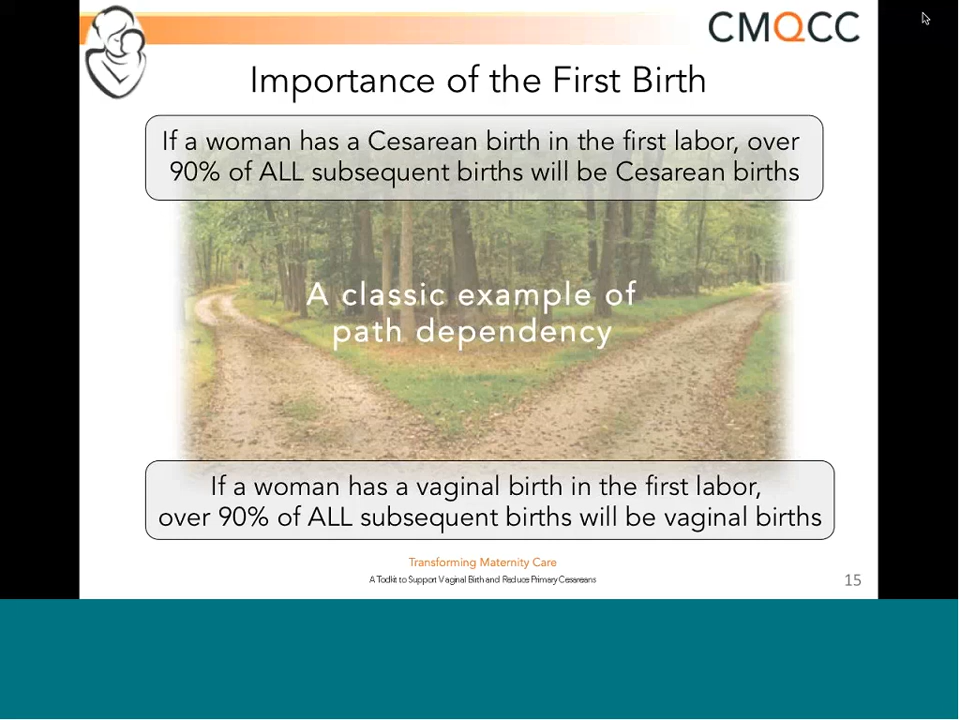 CMQCC
Importance of the First Birth
If a woman has a Cesarean birth in the first labor, over
90% of ALL subsequent births will be Cesarean births
A classic example of
path dependency
If a woman has a vaginal birth in the first labor,
over 90% of ALL subsequent births will be vaginal births
Transforming Maternity Care
A Toolkit to Support Vaginal Birth and Reduce Primary Cesareans
15